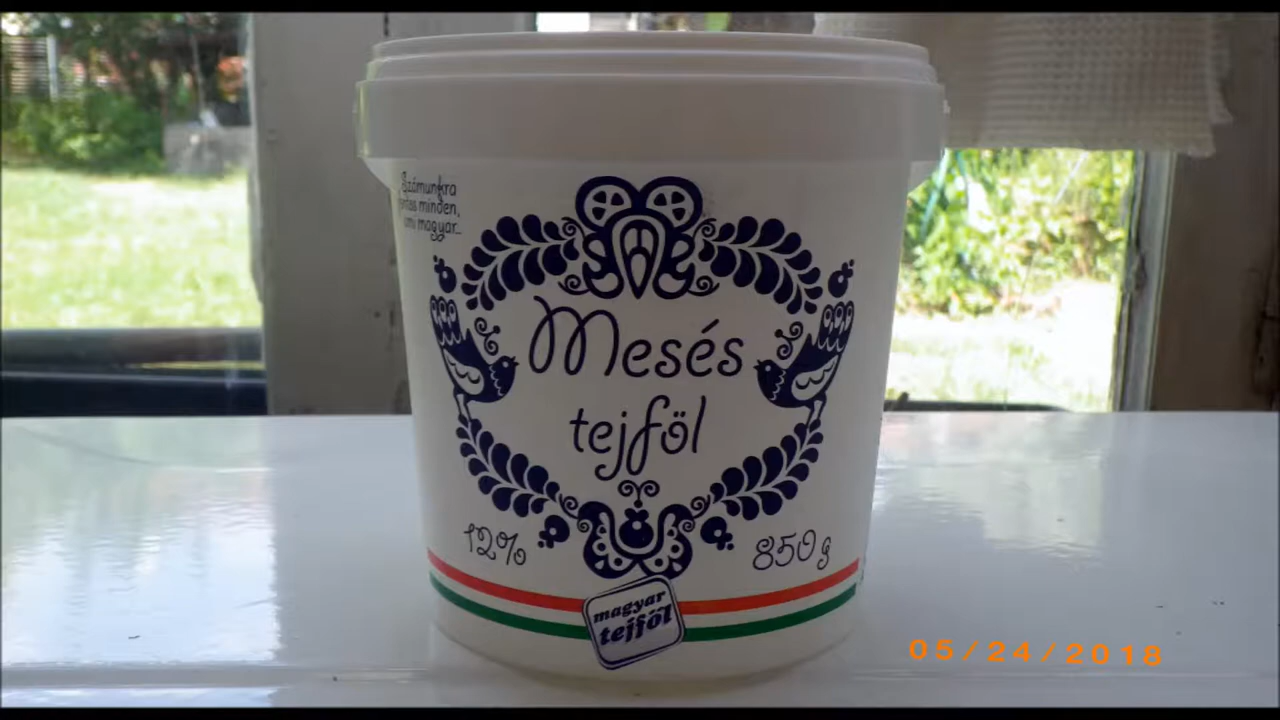 Számunkra
fontos minden,
ami magyar...
Mesés
tejföl
12%
850g
magyar
tejföl
05/24/2018